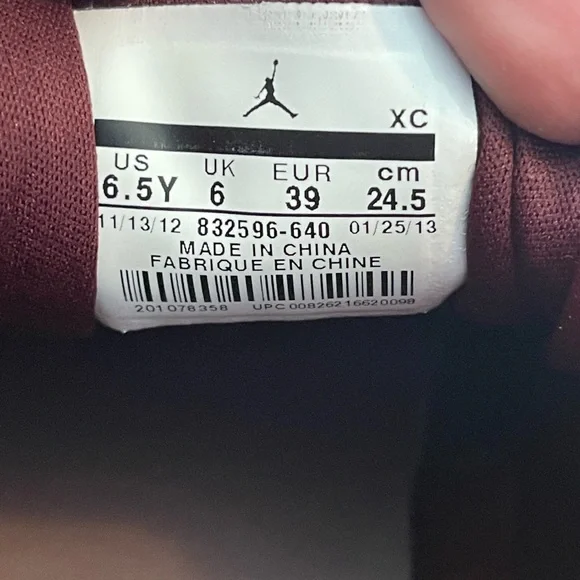 XC
US UK EUR cm
6.5Y 6 39 24.5
11/13/12 832596-640 01/25/13
MADE IN CHINA
FABRIQUE EN CHINE
201078358 UPC 00826216620098